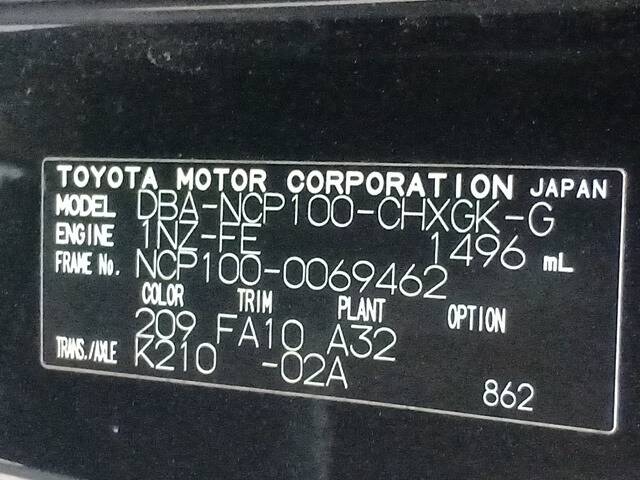 TOYOTA MOTOR CORPORATION JAPAN
MODEL DBA-NCP100-CHXGK-G
ENGINE 1NZ-FE 1496 mL
FRAME No. NCP100-0069462
COLOR TRIM PLANT OPTION
209 FA10 A32
TRANS./AXLE K210 -02A
862